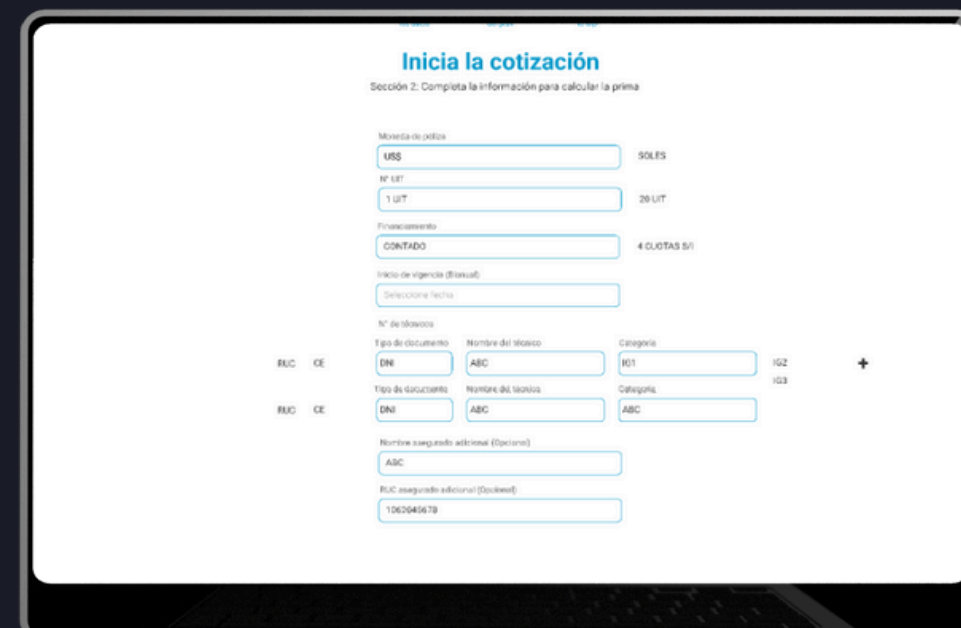 Inicia la cotización
Sección 2: Completa la información para calcular la prima
Moneda de póliza
US$ SOLES
N° UIT
1 UIT 20 UIT
Financiamiento
CONTADO 4 CUOTAS S/I
Inicio de vigencia (Manual)
Seleccione fecha
N° de técnicos
Tipo de documento Nombre del técnico Categoría
RUC CE DNI ABC IG1 IG2 +
IG3
Tipo de documento Nombre del técnico Categoría
RUC CE DNI ABC ABC
Nombre asegurado adicional (Opcional)
ABC
RUC asegurado adicional (Opcional)